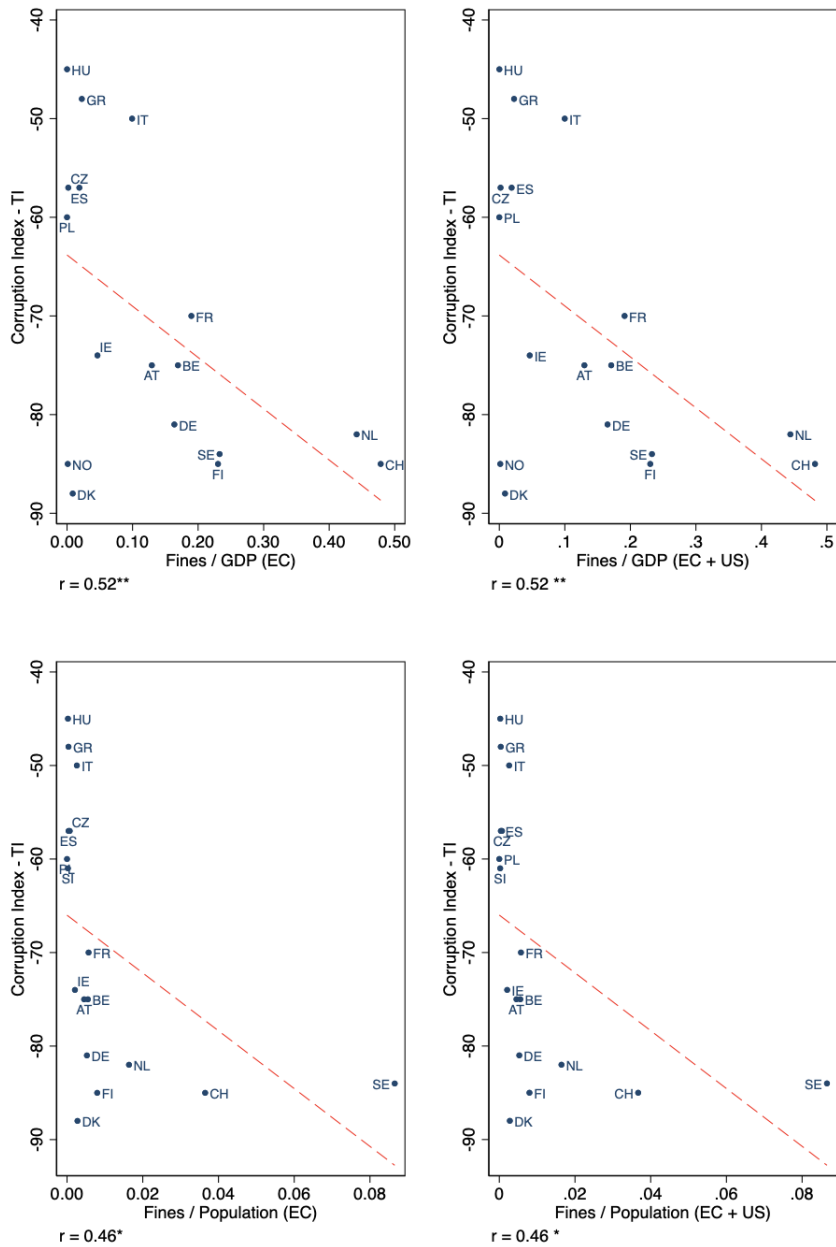 -40
-50
-60
-70
-80
-90
Corruption Index - TI
HU
GR
IT
CZ
ES
PL
FR
IE
AT
BE
DE
NL
SE
FI
CH
NO
DK
0.00 0.10 0.20 0.30 0.40 0.50
Fines / GDP (EC)
r = 0.52**
-40
-50
-60
-70
-80
-90
Corruption Index - TI
HU
GR
IT
CZ
ES
PL
FR
IE
AT
BE
DE
NL
SE
FI
CH
NO
DK
0 .1 .2 .3 .4 .5
Fines / GDP (EC + US)
r = 0.52 **
-40
-50
-60
-70
-80
-90
Corruption Index - TI
HU
GR
IT
CZ
ES
PL
SI
FR
IE
AT
BE
DE
NL
SE
FI
CH
DK
0.00 0.02 0.04 0.06 0.08
Fines / Population (EC)
r = 0.46*
-40
-50
-60
-70
-80
-90
Corruption Index - TI
HU
GR
IT
ES
CZ
PL
SI
FR
IE
AT
BE
DE
NL
SE
FI
CH
DK
0 .02 .04 .06 .08
Fines / Population (EC + US)
r = 0.46 *